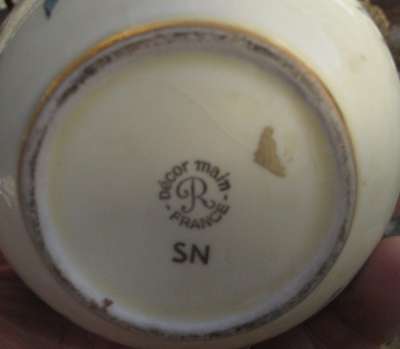 Décor main
R
FRANCE
SN